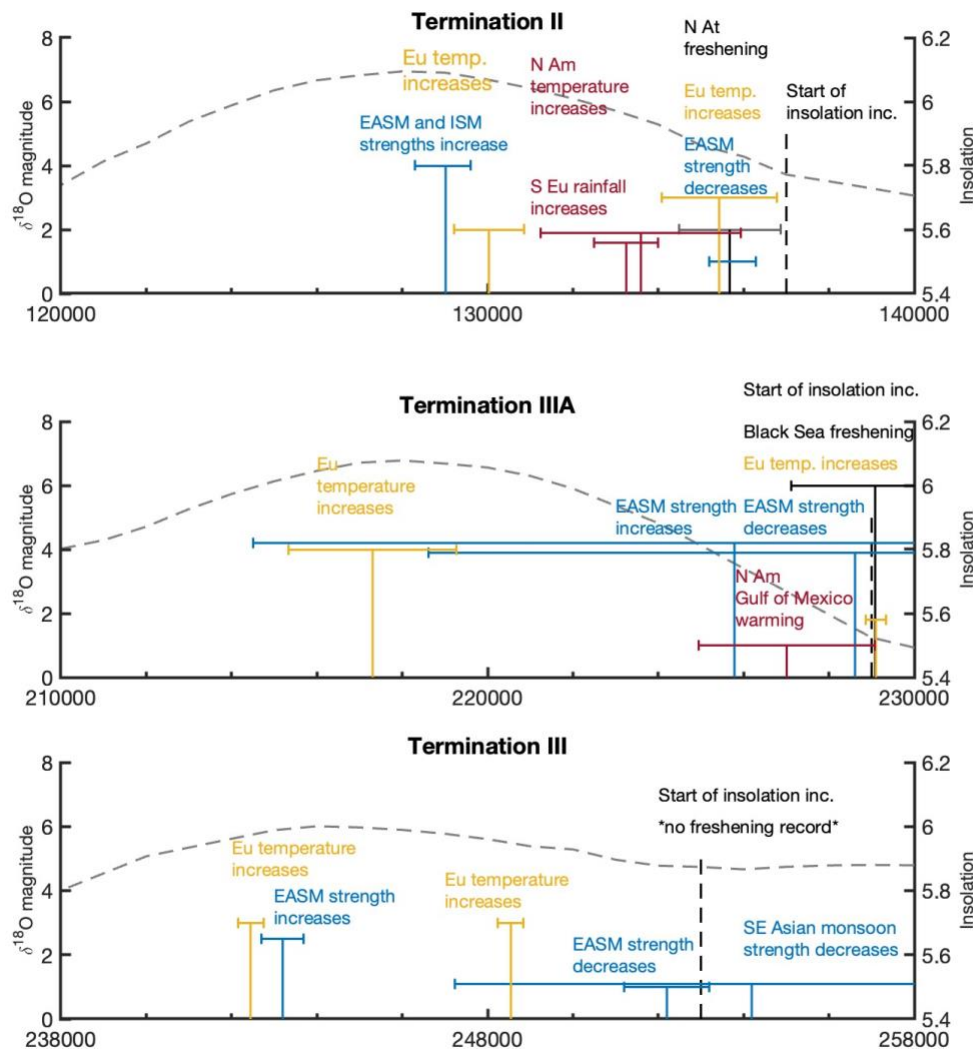 Termination II
N At
freshening
Eu temp.
increases
N Am
temperature
increases
Eu temp.
increases
Start of
insolation inc.
EASM and ISM
strengths increase
EASM
strength
decreases
S Eu rainfall
increases
δ18O magnitude
Insolation
8
6
4
2
0
6.2
6
5.8
5.6
5.4
120000
130000
140000
Termination IIIA
Start of insolation inc.
Black Sea freshening
Eu temp. increases
Eu
temperature
increases
EASM strength
increases
EASM strength
decreases
N Am
Gulf of Mexico
warming
δ18O magnitude
Insolation
8
6
4
2
0
6.2
6
5.8
5.6
5.4
210000
220000
230000
Termination III
Start of insolation inc.
*no freshening record*
Eu temperature
increases
EASM strength
increases
Eu temperature
increases
EASM strength
decreases
SE Asian monsoon
strength decreases
δ18O magnitude
Insolation
8
6
4
2
0
6.2
6
5.8
5.6
5.4
238000
248000
258000